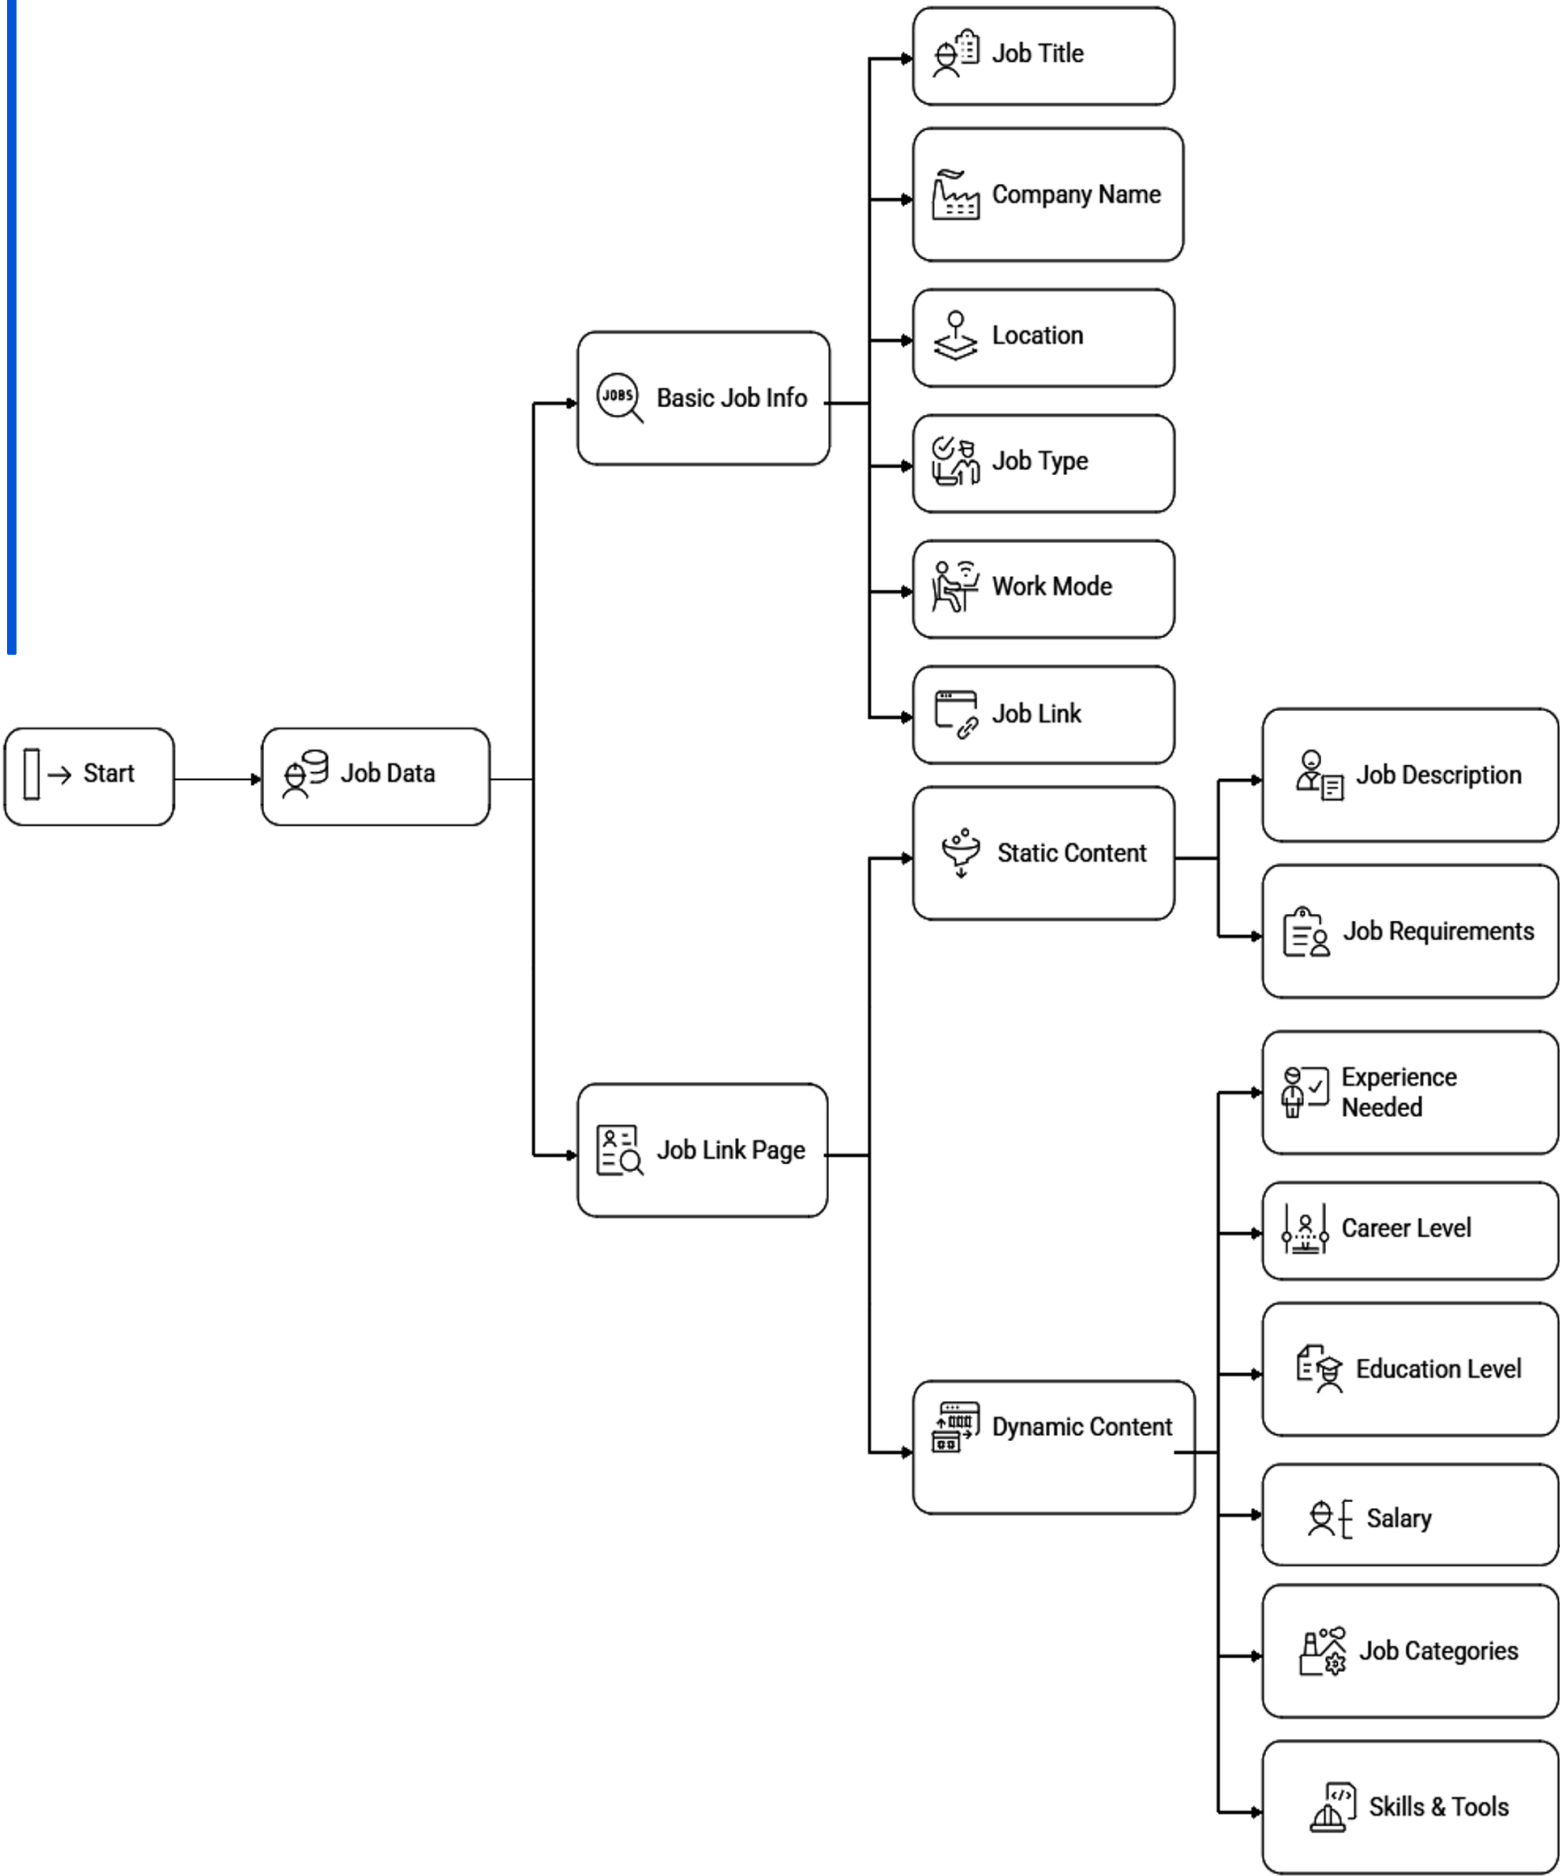 Job Title
Company Name
Location
JOBS
Basic Job Info
Job Type
Work Mode
Job Link
Start
Job Data
Job Description
Static Content
Job Requirements
Experience
Needed
Job Link Page
Career Level
Education Level
Dynamic Content
Salary
Job Categories
</>
Skills & Tools